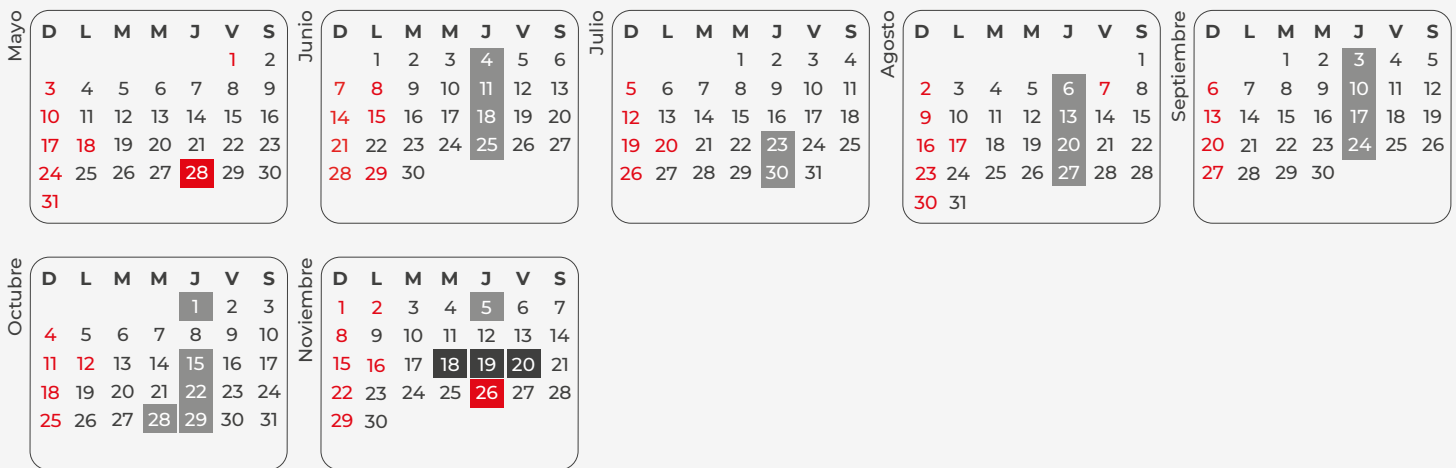 Mayo
D L M M J V S
1 2
3 4 5 6 7 8 9
10 11 12 13 14 15 16
17 18 19 20 21 22 23
24 25 26 27 28 29 30
31
Junio
D L M M J V S
1 2 3 4 5 6
7 8 9 10 11 12 13
14 15 16 17 18 19 20
21 22 23 24 25 26 27
28 29 30
Julio
D L M M J V S
1 2 3 4
5 6 7 8 9 10 11
12 13 14 15 16 17 18
19 20 21 22 23 24 25
26 27 28 29 30 31
Agosto
D L M M J V S
1
2 3 4 5 6 7 8
9 10 11 12 13 14 15
16 17 18 19 20 21 22
23 24 25 26 27 28 28
30 31
Septiembre
D L M M J V S
1 2 3 4 5
6 7 8 9 10 11 12
13 14 15 16 17 18 19
20 21 22 23 24 25 26
27 28 29 30
Octubre
D L M M J V S
1 2 3
4 5 6 7 8 9 10
11 12 13 14 15 16 17
18 19 20 21 22 23 24
25 26 27 28 29 30 31
Noviembre
D L M M J V S
1 2 3 4 5 6 7
8 9 10 11 12 13 14
15 16 17 18 19 20 21
22 23 24 25 26 27 28
29 30